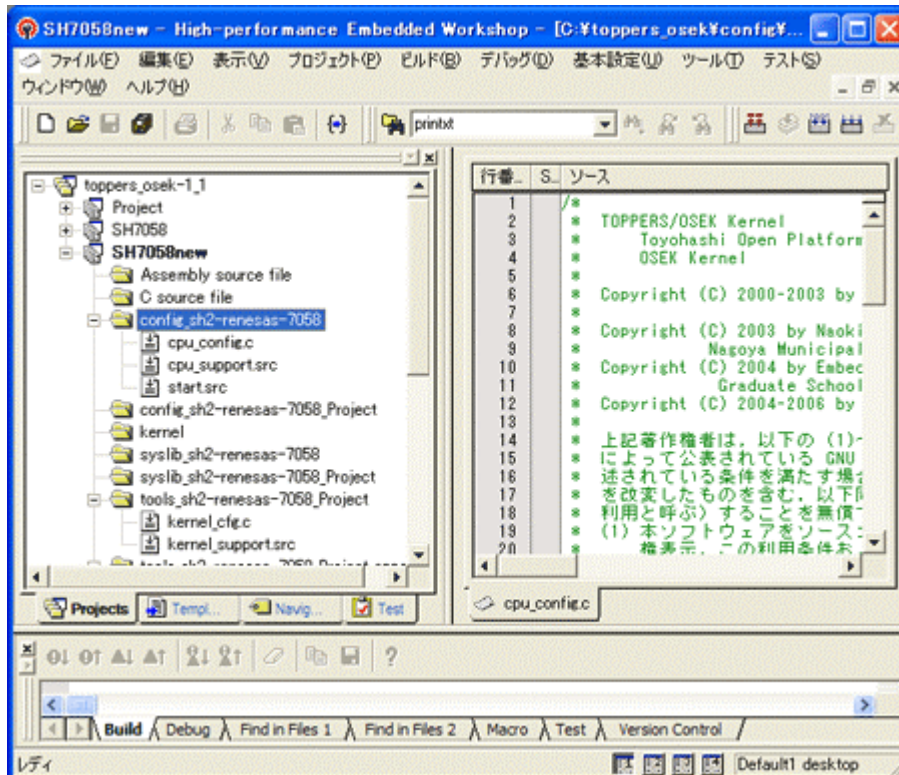 SH7058new - High-performance Embedded Workshop - [C:¥toppers_osek¥config¥...
ファイル(F) 編集(E) 表示(V) プロジェクト(P) ビルド(B) デバッグ(D) 基本設定(U) ツール(T) テスト(S)
ウィンドウ(W) ヘルプ(H)
printxt
toppers_osek-1_1
Project
SH7058
SH7058new
Assembly source file
C source file
config_sh2-renesas-7058
cpu_config.c
cpu_support.src
start.src
config_sh2-renesas-7058_Project
kernel
syslib_sh2-renesas-7058
syslib_sh2-renesas-7058_Project
tools_sh2-renesas-7058_Project
kernel_cfg.c
kernel_support.src
Projects Templ... Navig... Test
行番... S... ソース
1 /*
2 * TOPPERS/OSEK Kernel
3 * Toyohashi Open Platform
4 * OSEK Kernel
5 *
6 * Copyright (C) 2000-2003 by
7 *
8 * Copyright (C) 2003 by Naoki
9 * Nagoya Municipal
10 * Copyright (C) 2004 by Embec
11 * Graduate School
12 * Copyright (C) 2004-2006 by
13 *
14 * 上記著作権者は，以下の (1)
15 * によって公表されている GNU
16 * 述されている条件を満たす場合
17 * を改変したものを含む．以下同
18 * 利用と呼ぶ）することを無償で
19 * (1) 本ソフトウェアをソースコ
20 * 権表示，この利用条件お
cpu_config.c
Build Debug Find in Files 1 Find in Files 2 Macro Test Version Control
レディ Default1 desktop